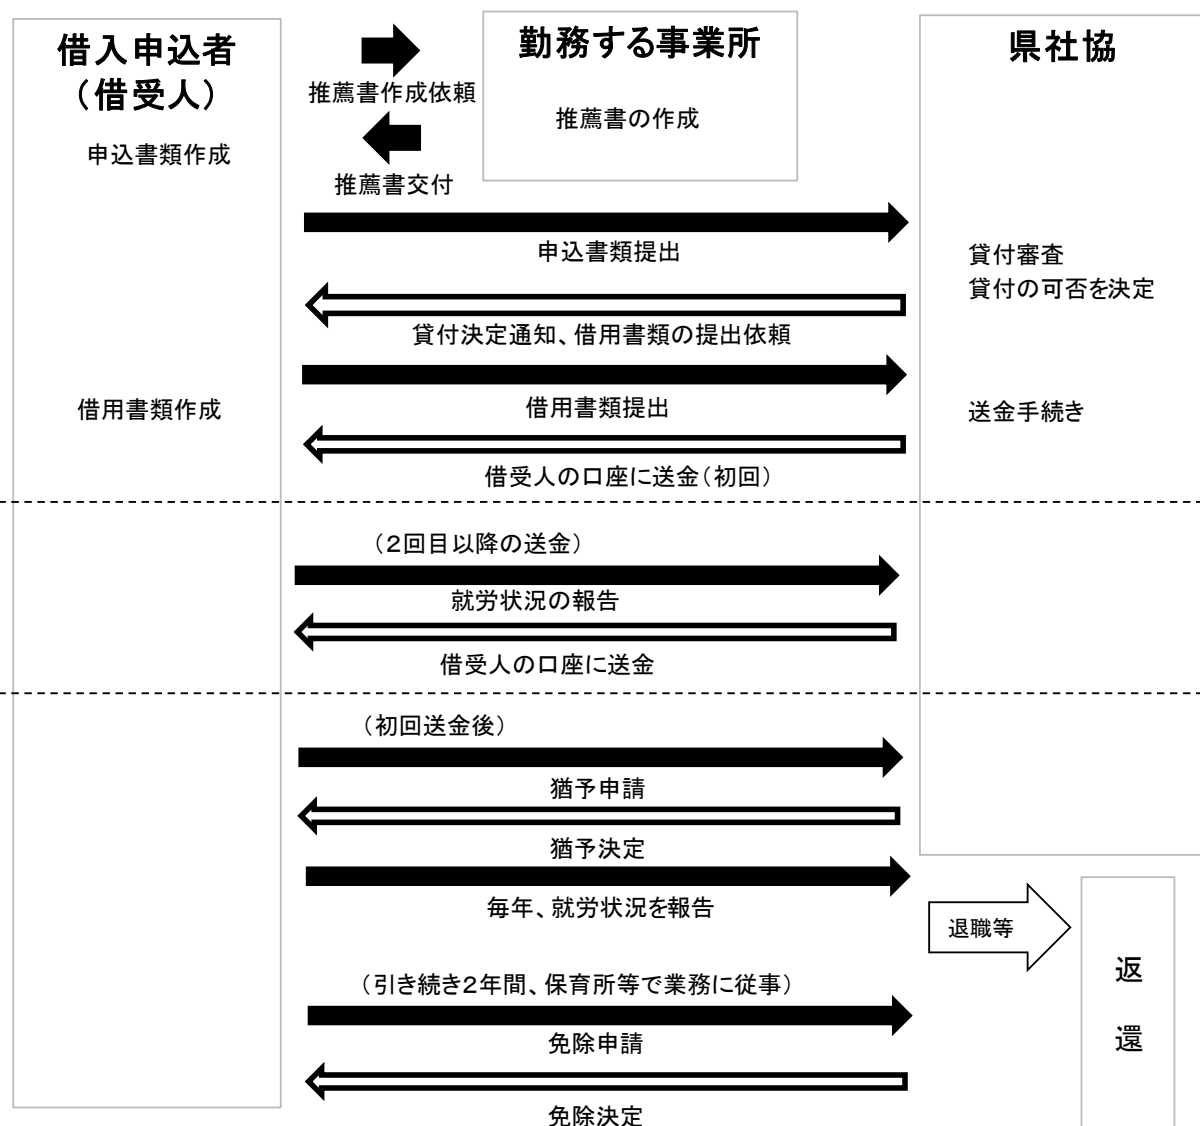 借入申込者
（借受人）
申込書類作成
推薦書作成依頼
推薦書交付
勤務する事業所
推薦書の作成
県社協
申込書類提出
貸付審査
貸付の可否を決定
貸付決定通知、借用書類の提出依頼
借用書類作成
借用書類提出
送金手続き
借受人の口座に送金（初回）
（２回目以降の送金）
就労状況の報告
借受人の口座に送金
（初回送金後）
猶予申請
猶予決定
毎年、就労状況を報告
退職等
返
還
（引き続き２年間、保育所等で業務に従事）
免除申請
免除決定